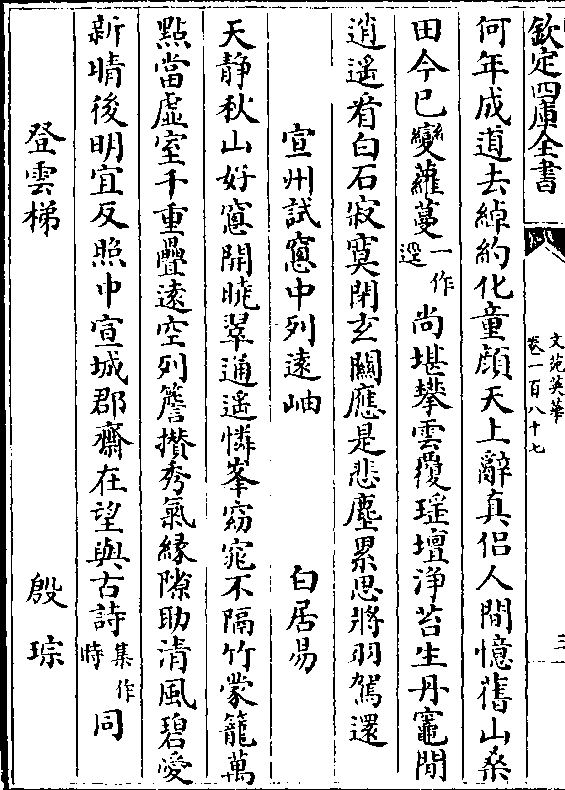 欽定四庫全書
文苑英華
卷一百八十七
三
何年成道去綽約化童顔天上辭真侣人間憶舊山桑
田今已變蘿蔓一作逕尚堪攀雲覆瑶壇浄苔生丹竈閒
逍遥看白石寂寞閉玄關應是悲塵累思將羽駕還
宣州試窻中列遠岫 白居易
天静秋山好窻開曉翠通遥憐峯窈窕不隔竹蒙籠萬
點當虚室千重疊遠空列簷攢秀氣縁隙助清風碧愛
新晴後明宜反照中宣城郡齋在望與古詩集作時同
登雲梯 殷琮